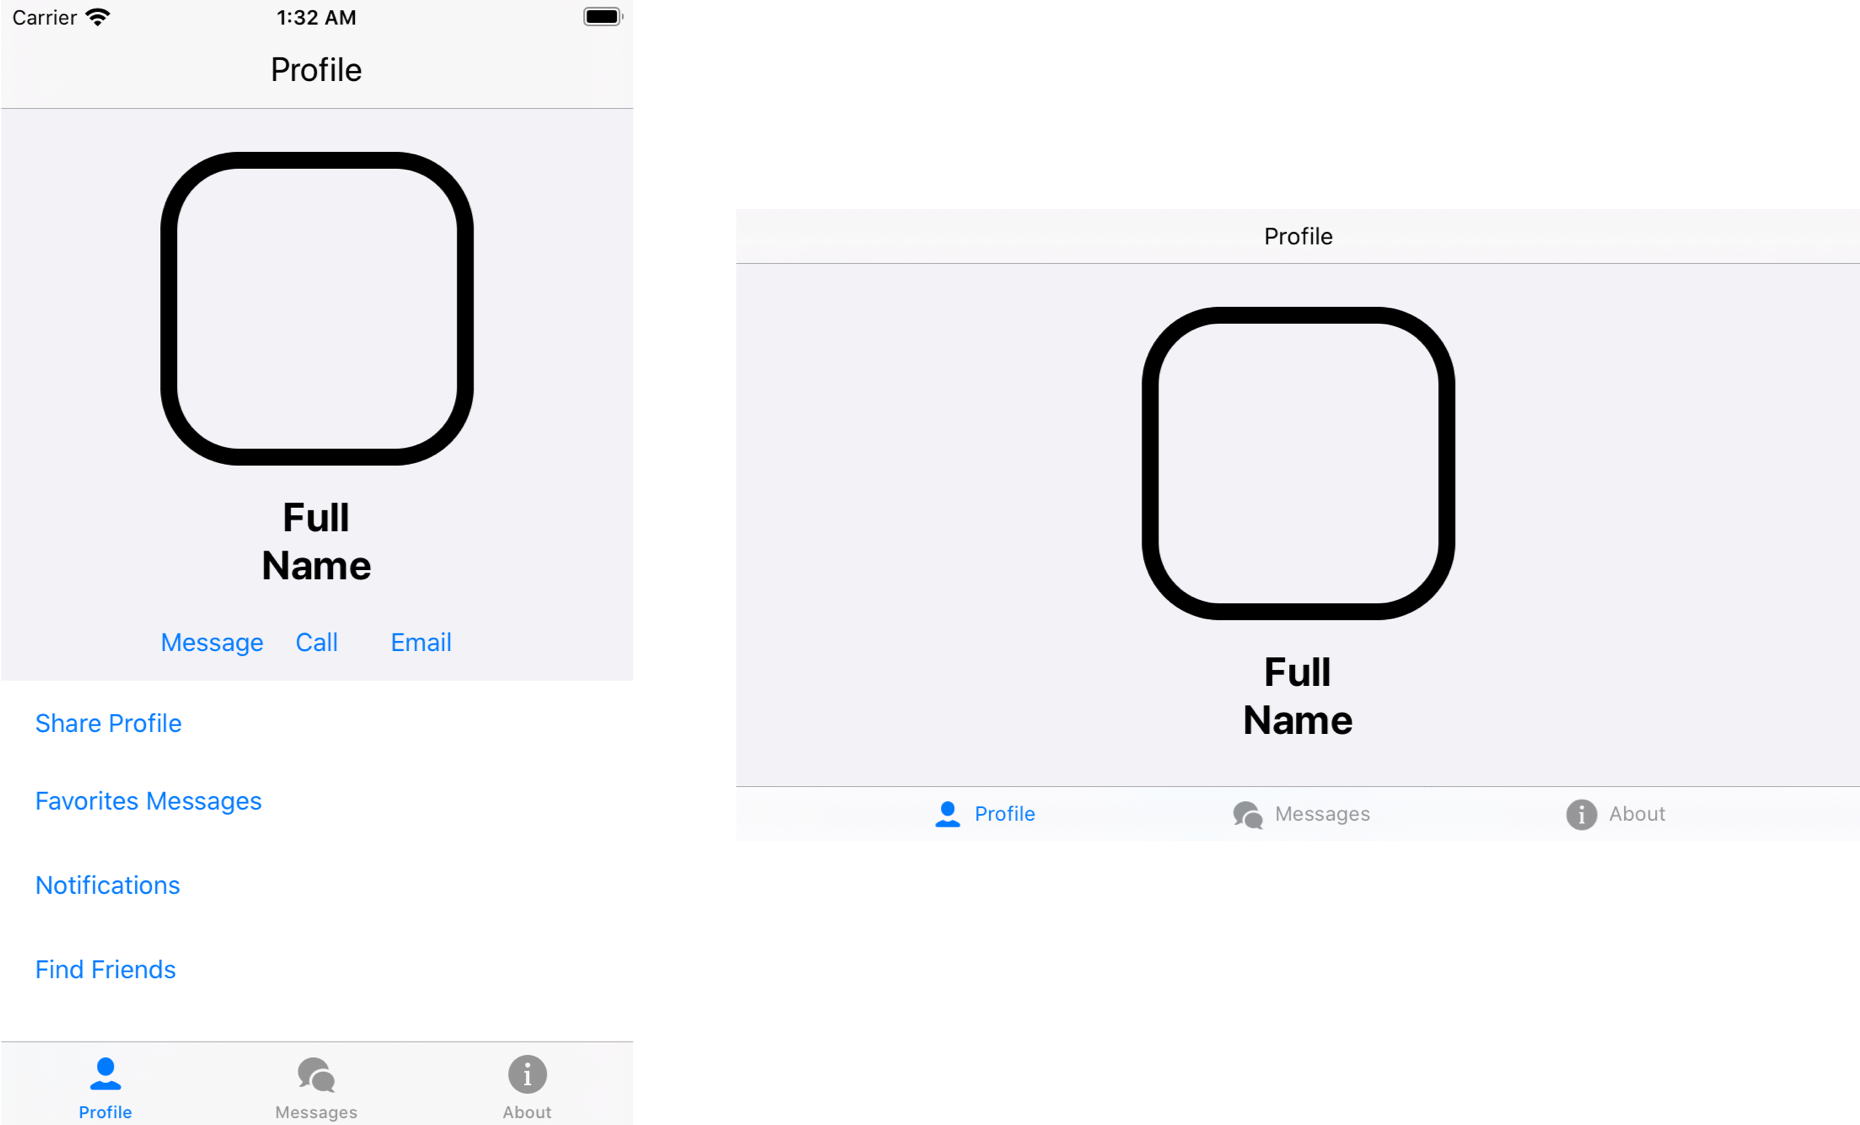 Carrier 1:32 AM
Profile
Full
Name
Message Call Email
Share Profile
Favorites Messages
Notifications
Find Friends
Profile Messages About
Profile
Full
Name
Profile Messages About